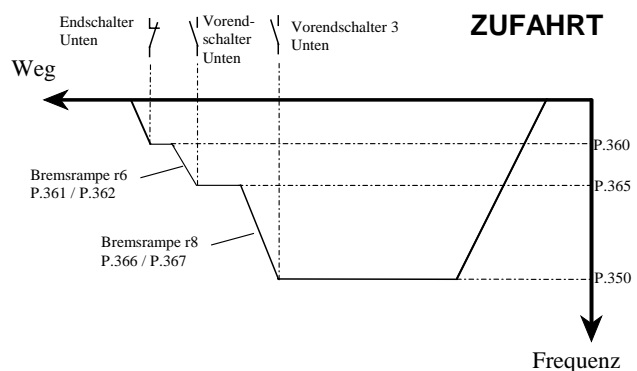 ZUFAHRT
Endschalter
Unten
Vorend-
schalter
Unten
Vorendschalter 3
Unten
Weg
P.360
Bremsrampe r6
P.361 / P.362
P.365
Bremsrampe r8
P.366 / P.367
P.350
Frequenz